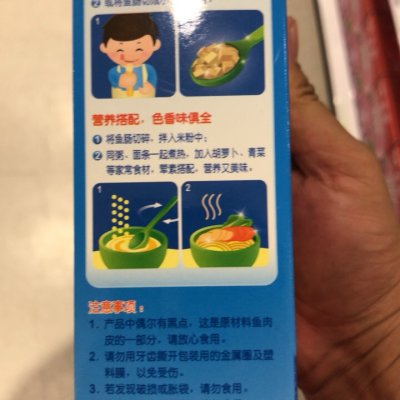 ② 或将鱼肠切成小
1
2
营养搭配，色香味俱全
① 将鱼肠切碎，拌入米粉中；
② 同粥、面条一起煮热，加入胡萝卜、青菜
等家常食材，荤素搭配，营养又美味。
1
2
注意事项：
1. 产品中偶尔有黑点，这是原材料鱼肉
皮的一部分，请放心食用。
2. 请勿用牙齿撕开包装用的金属圈及塑
料膜，以免受伤。
3. 若发现破损或胀袋，请勿食用。